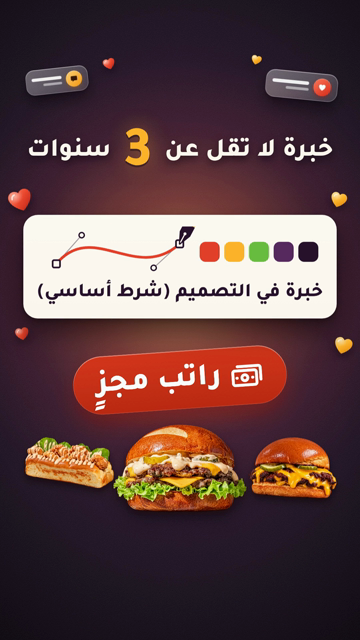 خبرة لا تقل عن 3 سنوات
خبرة في التصميم (شرط أساسي)
راتب مجزٍ